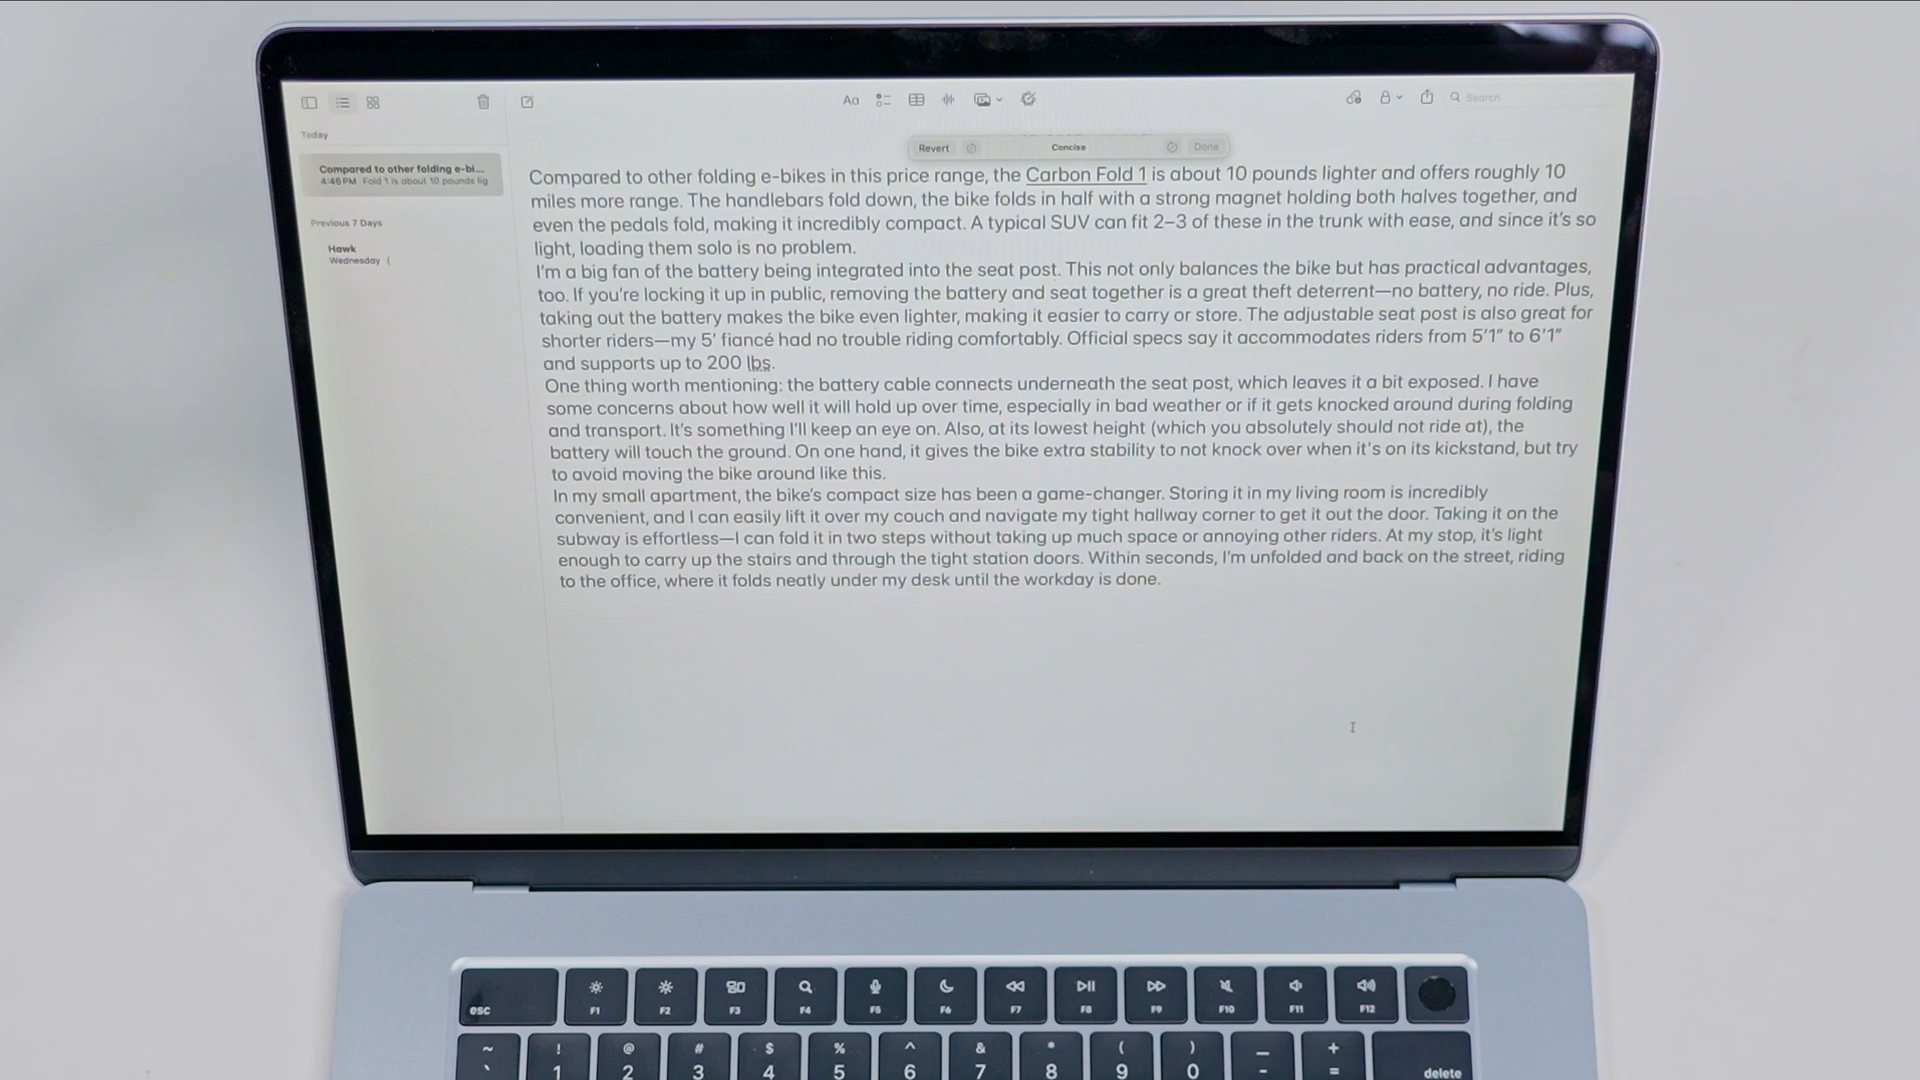 Search
Today
Compared to other folding e-bi...
4:46 PM Fold 1 is about 10 pounds lig
Previous 7 Days
Hawk
Wednesday
Revert
Concise
Done
Compared to other folding e-bikes in this price range, the Carbon Fold 1 is about 10 pounds lighter and offers roughly 10
miles more range. The handlebars fold down, the bike folds in half with a strong magnet holding both halves together, and
even the pedals fold, making it incredibly compact. A typical SUV can fit 2–3 of these in the trunk with ease, and since it's so
light, loading them solo is no problem.
I'm a big fan of the battery being integrated into the seat post. This not only balances the bike but has practical advantages,
too. If you're locking it up in public, removing the battery and seat together is a great theft deterrent—no battery, no ride. Plus,
taking out the battery makes the bike even lighter, making it easier to carry or store. The adjustable seat post is also great for
shorter riders—my 5' fiancé had no trouble riding comfortably. Official specs say it accommodates riders from 5'1" to 6'1"
and supports up to 200 lbs.
One thing worth mentioning: the battery cable connects underneath the seat post, which leaves it a bit exposed. I have
some concerns about how well it will hold up over time, especially in bad weather or if it gets knocked around during folding
and transport. It's something I'll keep an eye on. Also, at its lowest height (which you absolutely should not ride at), the
battery will touch the ground. On one hand, it gives the bike extra stability to not knock over when it's on its kickstand, but try
to avoid moving the bike around like this.
In my small apartment, the bike's compact size has been a game-changer. Storing it in my living room is incredibly
convenient, and I can easily lift it over my couch and navigate my tight hallway corner to get it out the door. Taking it on the
subway is effortless—I can fold it in two steps without taking up much space or annoying other riders. At my stop, it's light
enough to carry up the stairs and through the tight station doors. Within seconds, I'm unfolded and back on the street, riding
to the office, where it folds neatly under my desk until the workday is done.
esc F1 F2 F3 F4 F5 F6 F7 F8 F9 F10 F11 F12
~ ! @ # $ % ^ & * ( ) — +
` 1 2 3 4 5 6 7 8 9 0 - = delete